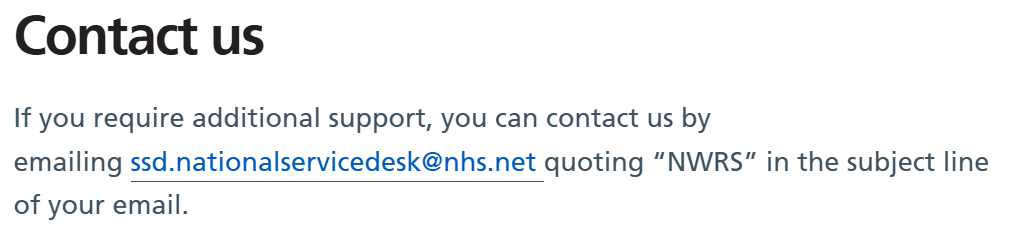 Contact us
If you require additional support, you can contact us by
emailing ssd.nationalservicedesk@nhs.net quoting “NWRS” in the subject line
of your email.